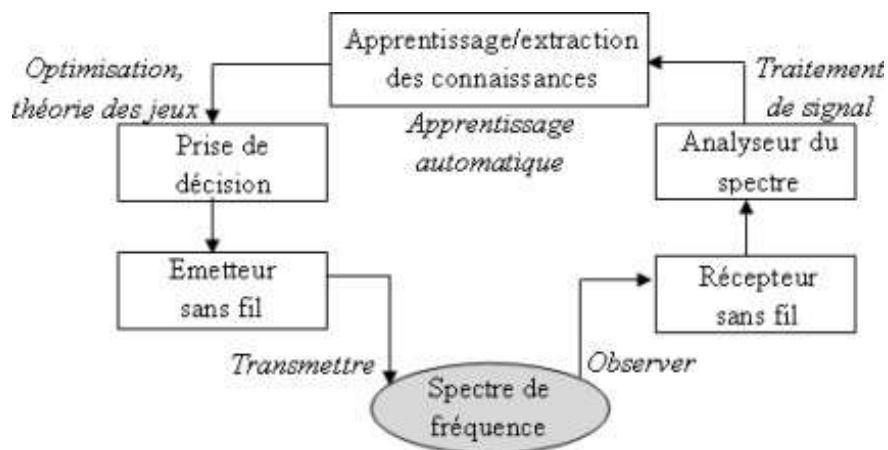 Apprentissage/extraction
des connaissances
Optimisation,
théorie des jeux
Traitement
de signal
Apprentissage
automatique
Prise de
décision
Analyseur du
spectre
Emetteur
sans fil
Récepteur
sans fil
Transmettre
Observer
Spectre de
fréquence